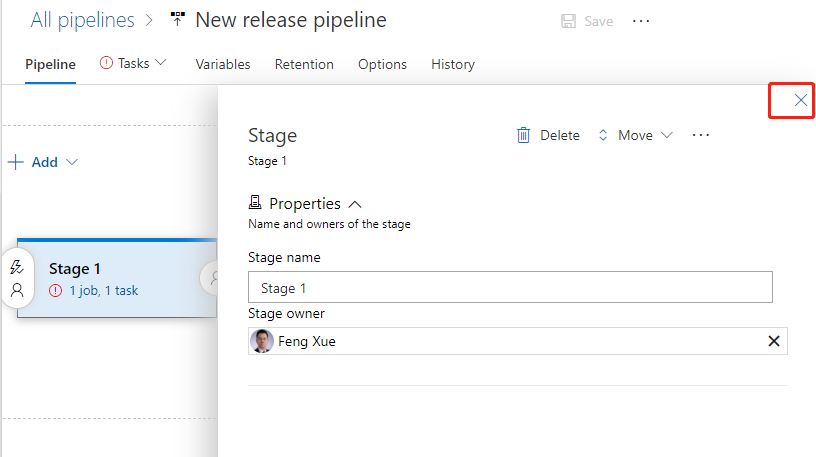 All pipelines > New release pipeline
Save ...
Pipeline Tasks Variables Retention Options History
Stage
Delete Move ...
Stage 1
Add
Properties
Name and owners of the stage
Stage name
Stage 1
1 job, 1 task
Stage 1
Stage owner
Feng Xue